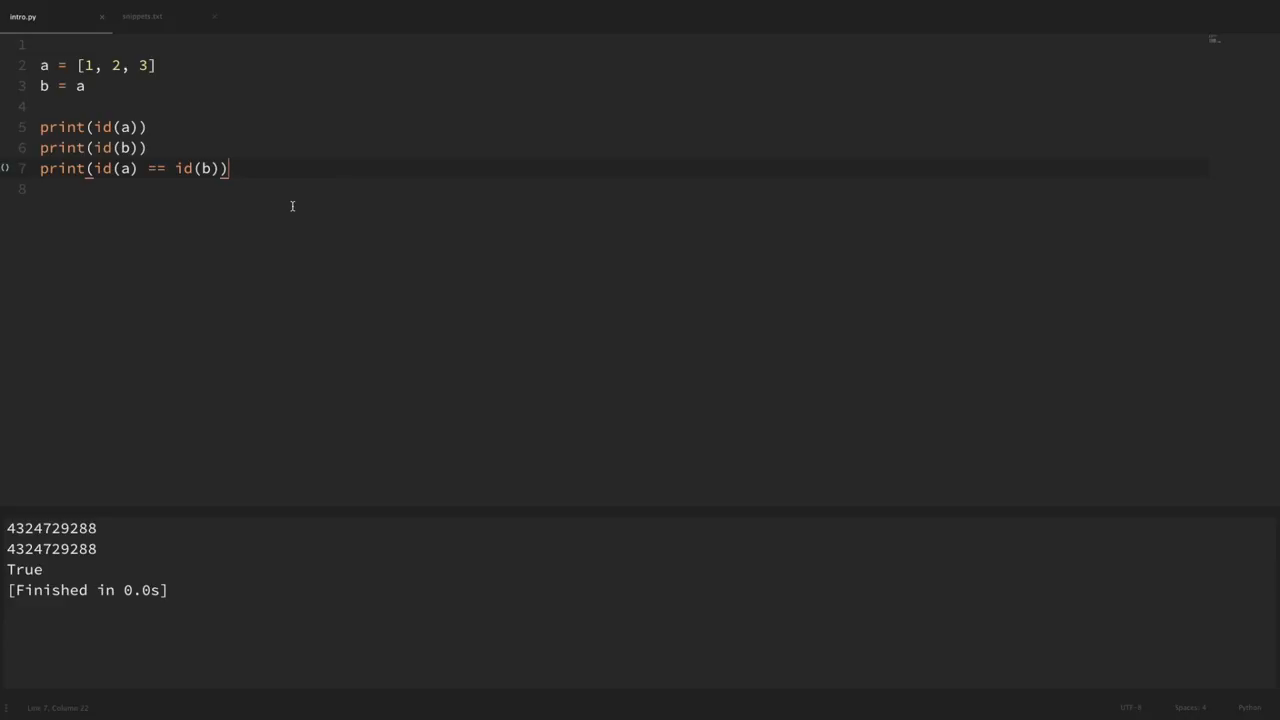 intro.py × snippets.txt ×
1
2 a = [1, 2, 3]
3 b = a
4
5 print(id(a))
6 print(id(b))
7 print(id(a) == id(b))
8
4324729288
4324729288
True
[Finished in 0.0s]
Line 7, Column 22 UTF-8 Spaces: 4 Python